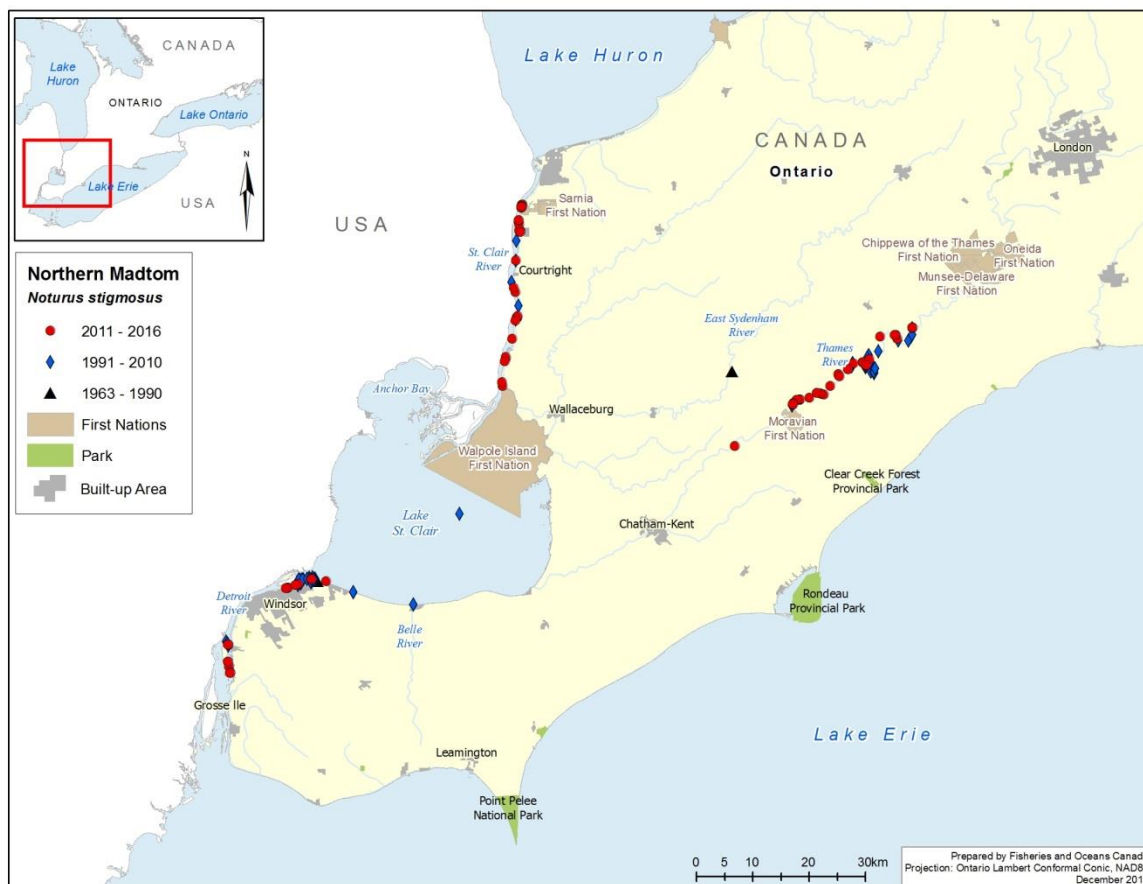 CANADA
Lake
Huron
ONTARIO
Lake Ontario
Lake Erie
USA
N
Northern Madtom
Noturus stigmosus
2011 - 2016
1991 - 2010
1963 - 1990
First Nations
Park
Built-up Area
Lake Huron
CANADA
Ontario
London
USA
Sarnia
First Nation
St. Clair
River
Courtright
Chippewa of the Thames
First Nation
Oneida
First Nation
Munsee-Delaware
First Nation
East Sydenham
River
Thames
River
Anchor Bay
Wallaceburg
Moravian
First Nation
Walpole Island
First Nation
Clear Creek Forest
Provincial Park
Lake
St. Clair
Chatham-Kent
Detroit
River
Windsor
Rondeau
Provincial Park
Belle
River
Grosse Ile
Lake Erie
Leamington
Point Pelee
National Park
0 5 10 20 30km
Prepared by Fisheries and Oceans Canad
Projection: Ontario Lambert Conformal Conic, NAD8
December 201